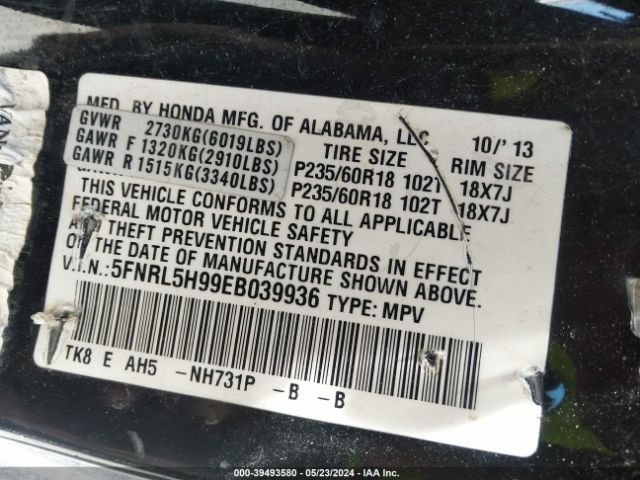 MFD. BY HONDA MFG. OF ALABAMA, LLC 10/'13
GVWR 2730KG(6019LBS) TIRE SIZE RIM SIZE
GAWR F 1320KG(2910LBS) P235/60R18 102T 18X7J
GAWR R 1515KG(3340LBS) P235/60R18 102T 18X7J
THIS VEHICLE CONFORMS TO ALL APPLICABLE
FEDERAL MOTOR VEHICLE SAFETY
AND THEFT PREVENTION STANDARDS IN EFFECT
ON THE DATE OF MANUFACTURE SHOWN ABOVE.
V.I.N.:5FNRL5H99EB039936 TYPE: MPV
TK8 E AH5 -NH731P -B -B
000-39493580 - 05/23/2024 - IAA Inc.